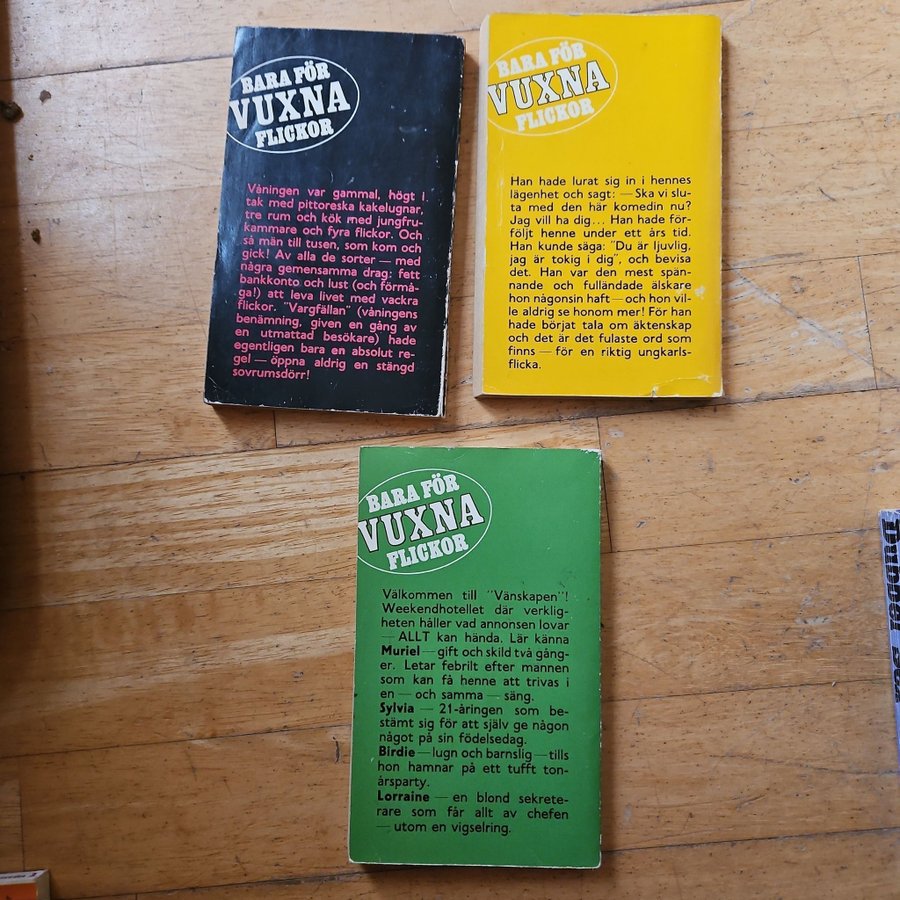 BARA FÖR
VUXNA
FLICKOR
Våningen var gammal, högt i
tak med pittoreska kakelugnar,
tre rum och kök med jungfru-
kammare och fyra flickor. Och
så män till tusen, som kom och
gick! Av alla de sorter — med
några gemensamma drag: fett
bankkonto och lust (och förmå-
ga!) att leva livet med vackra
flickor. "Vargfällan" (våningens
benämning, given en gång av
en utmattad besökare) hade
egentligen bara en absolut re-
gel — öppna aldrig en stängd
sovrumsdörr!
BARA FÖR
VUXNA
FLICKOR
Han hade lurat sig in i hennes
lägenhet och sagt: — Ska vi slu-
ta med den här komedin nu?
Jag vill ha dig... Han hade för-
följt henne under ett års tid.
Han kunde säga: "Du är ljuvlig,
jag är tokig i dig", och bevisa
det. Han var den mest spän-
nande och fulländade älskare
hon någonsin haft — och hon vil-
le aldrig se honom mer! För han
hade börjat tala om äktenskap
och det är det fulaste ord som
finns — för en riktig ungkarls-
flicka.
BARA FÖR
VUXNA
FLICKOR
Välkommen till "Vänskapen"!
Weekendhotellet där verklig-
heten håller vad annonsen lovar
— ALLT kan hända. Lär känna
Muriel — gift och skild två gång-
er. Letar febrilt efter mannen
som kan få henne att trivas i
en — och samma — säng.
Sylvia — 21-åringen som be-
stämt sig för att själv ge någon
något på sin födelsedag.
Birdie — lugn och barnslig — tills
hon hamnar på ett tufft ton-
årsparty.
Lorraine — en blond sekrete-
rare som får allt av chefen
— utom en vigselring.